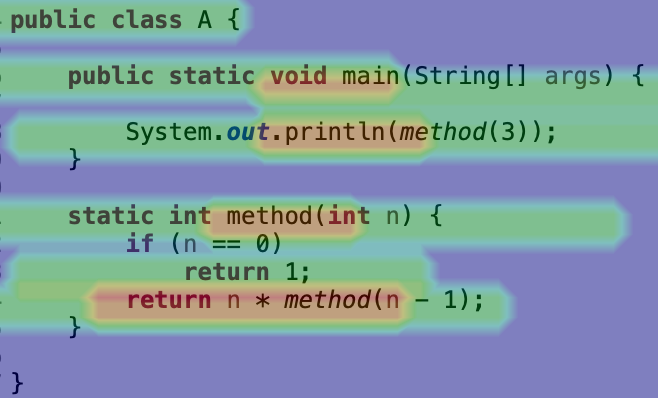 public class A {
    public static void main(String[] args) {
        System.out.println(method(3));
    }
    static int method(int n) {
        if (n == 0)
            return 1;
        return n * method(n - 1);
    }
}